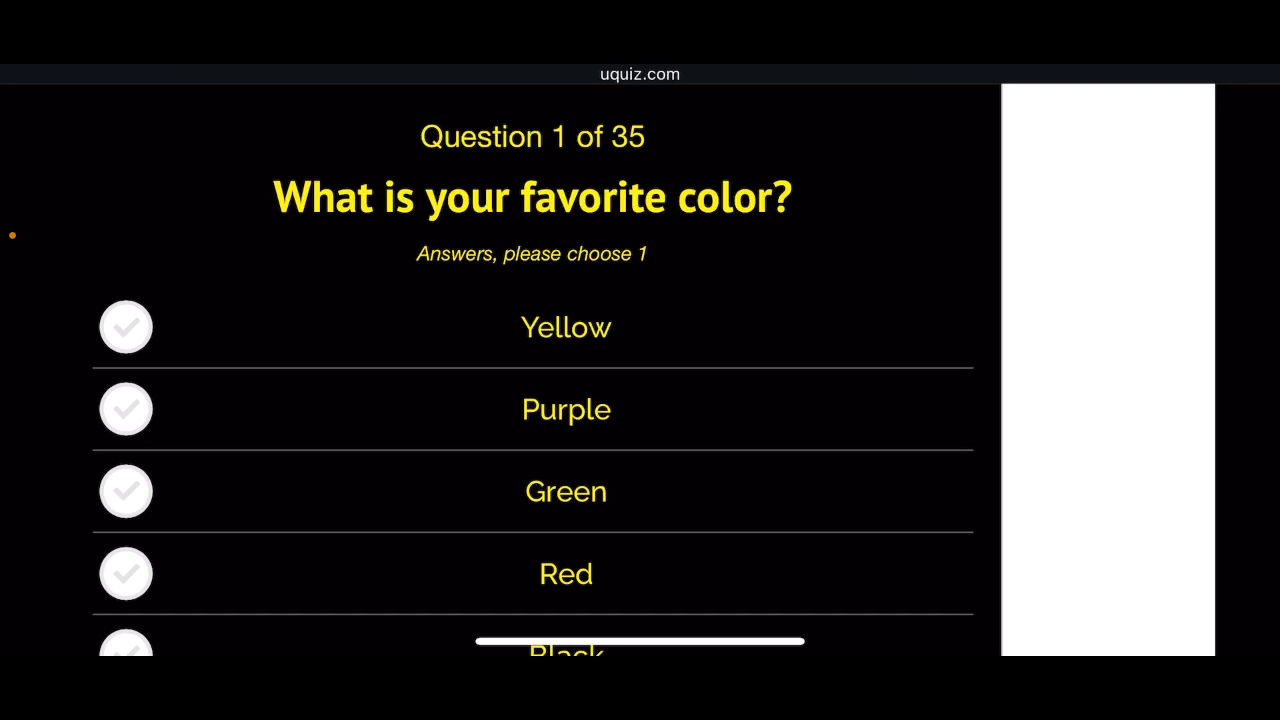 uquiz.com
Question 1 of 35
What is your favorite color?
Answers, please choose 1
Yellow
Purple
Green
Red
Black